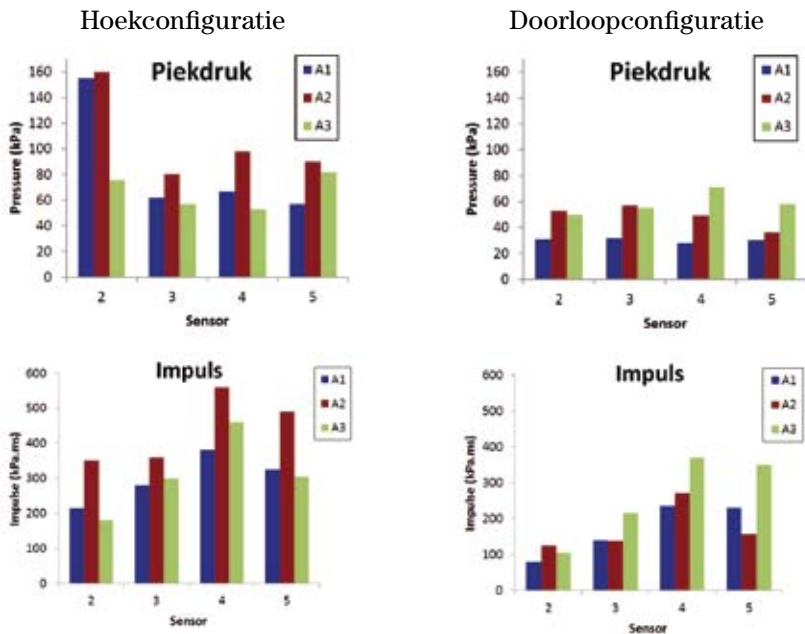 Hoekconfiguratie
Doorloopconfiguratie
Piekdruk
A1
A2
A3
Pressure (kPa)
160
140
120
100
80
60
40
20
0
2 3 4 5
Sensor
Piekdruk
A1
A2
A3
Pressure (kPa)
160
140
120
100
80
60
40
20
0
2 3 4 5
Sensor
Impuls
A1
A2
A3
Impulse (kPa.ms)
600
500
400
300
200
100
0
2 3 4 5
Sensor
Impuls
A1
A2
A3
Impulse (kPa.ms)
600
500
400
300
200
100
0
2 3 4 5
Sensor